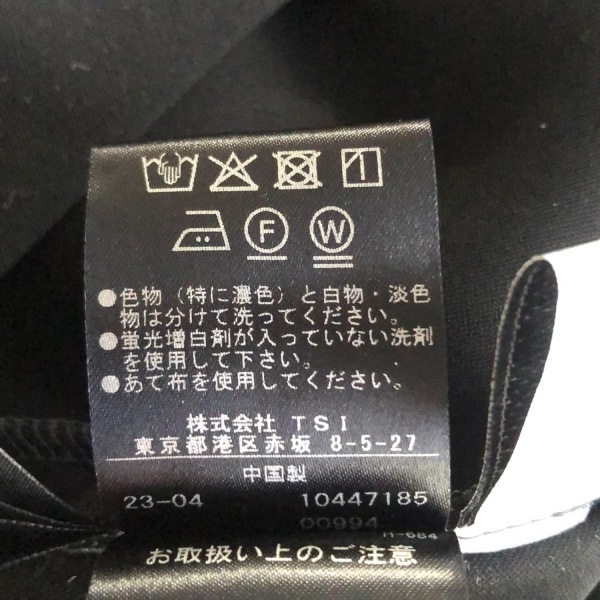 F W
●色物(特に濃色)と白物・淡色
物は分けて洗ってください。
●蛍光増白剤が入っていない洗剤
を使用して下さい。
●あて布を使用してください。
株式会社 TSI
東京都港区赤坂 8-5-27
中国製
23-04 10447185
00994
お取扱い上のご注意